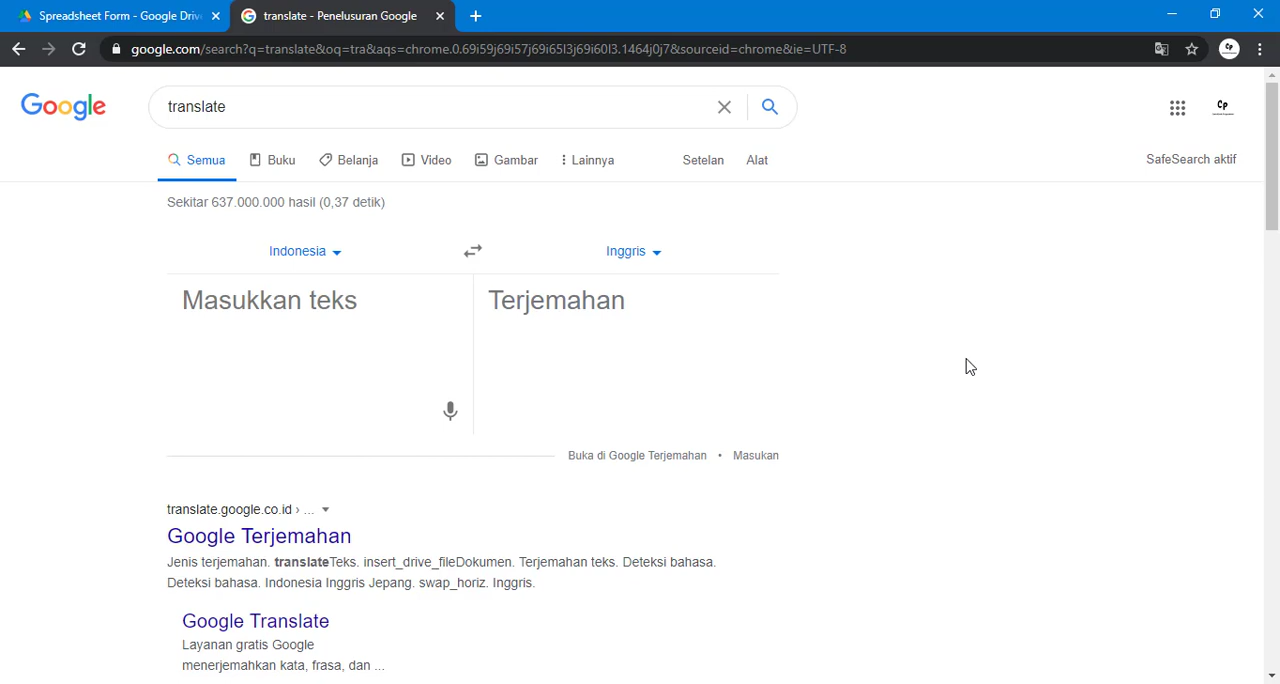 Spreadsheet Form - Google Driv
translate - Penelusuran Google
google.com/search?q=translate&oq=tra&aqs=chrome.0.69i59j69i57j69i65l3j69i60l3.1464j0j7&sourceid=chrome&ie=UTF-8
Google
translate
Cp
Semua
Buku
Belanja
Video
Gambar
Lainnya
Setelan
Alat
SafeSearch aktif
Sekitar 637.000.000 hasil (0,37 detik)
Indonesia
Inggris
Masukkan teks
Terjemahan
Buka di Google Terjemahan • Masukan
translate.google.co.id › ...
Google Terjemahan
Jenis terjemahan. translateTeks. insert_drive_fileDokumen. Terjemahan teks. Deteksi bahasa.
Deteksi bahasa. Indonesia Inggris Jepang. swap_horiz. Inggris.
Google Translate
Layanan gratis Google
menerjemahkan kata, frasa, dan ...